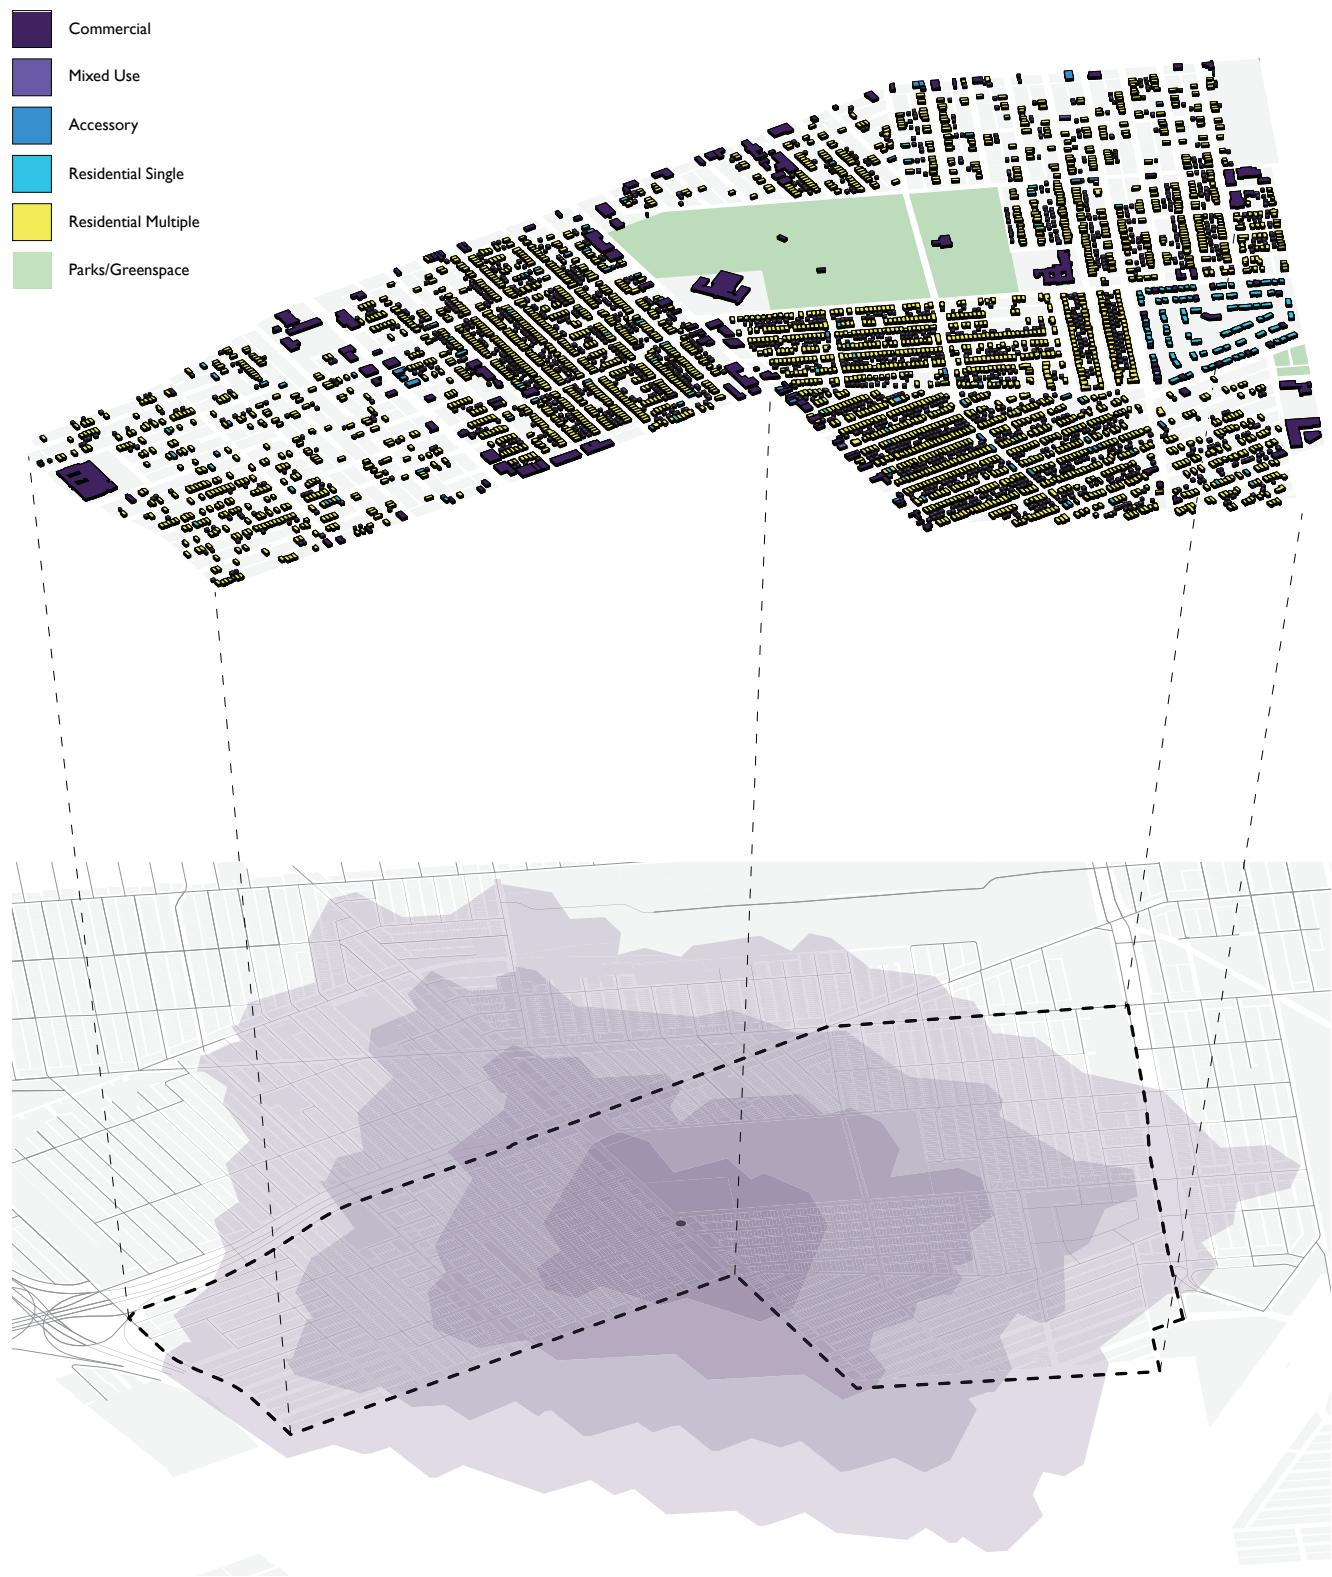 Commercial
Mixed Use
Accessory
Residential Single
Residential Multiple
Parks/Greenspace